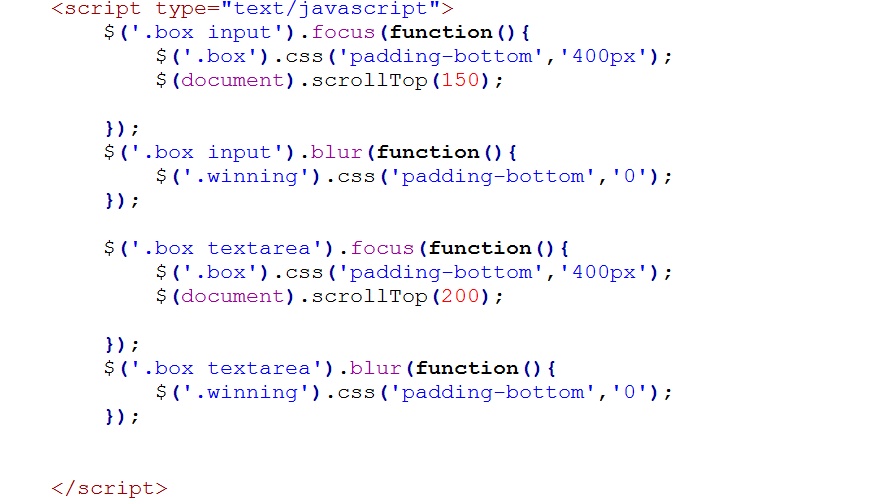 <script type="text/javascript">
    $('.box input').focus(function(){
        $('.box').css('padding-bottom','400px');
        $(document).scrollTop(150);

    });
    $('.box input').blur(function(){
        $('.winning').css('padding-bottom','0');
    });

    $('.box textarea').focus(function(){
        $('.box').css('padding-bottom','400px');
        $(document).scrollTop(200);

    });
    $('.box textarea').blur(function(){
        $('.winning').css('padding-bottom','0');
    });


</script>